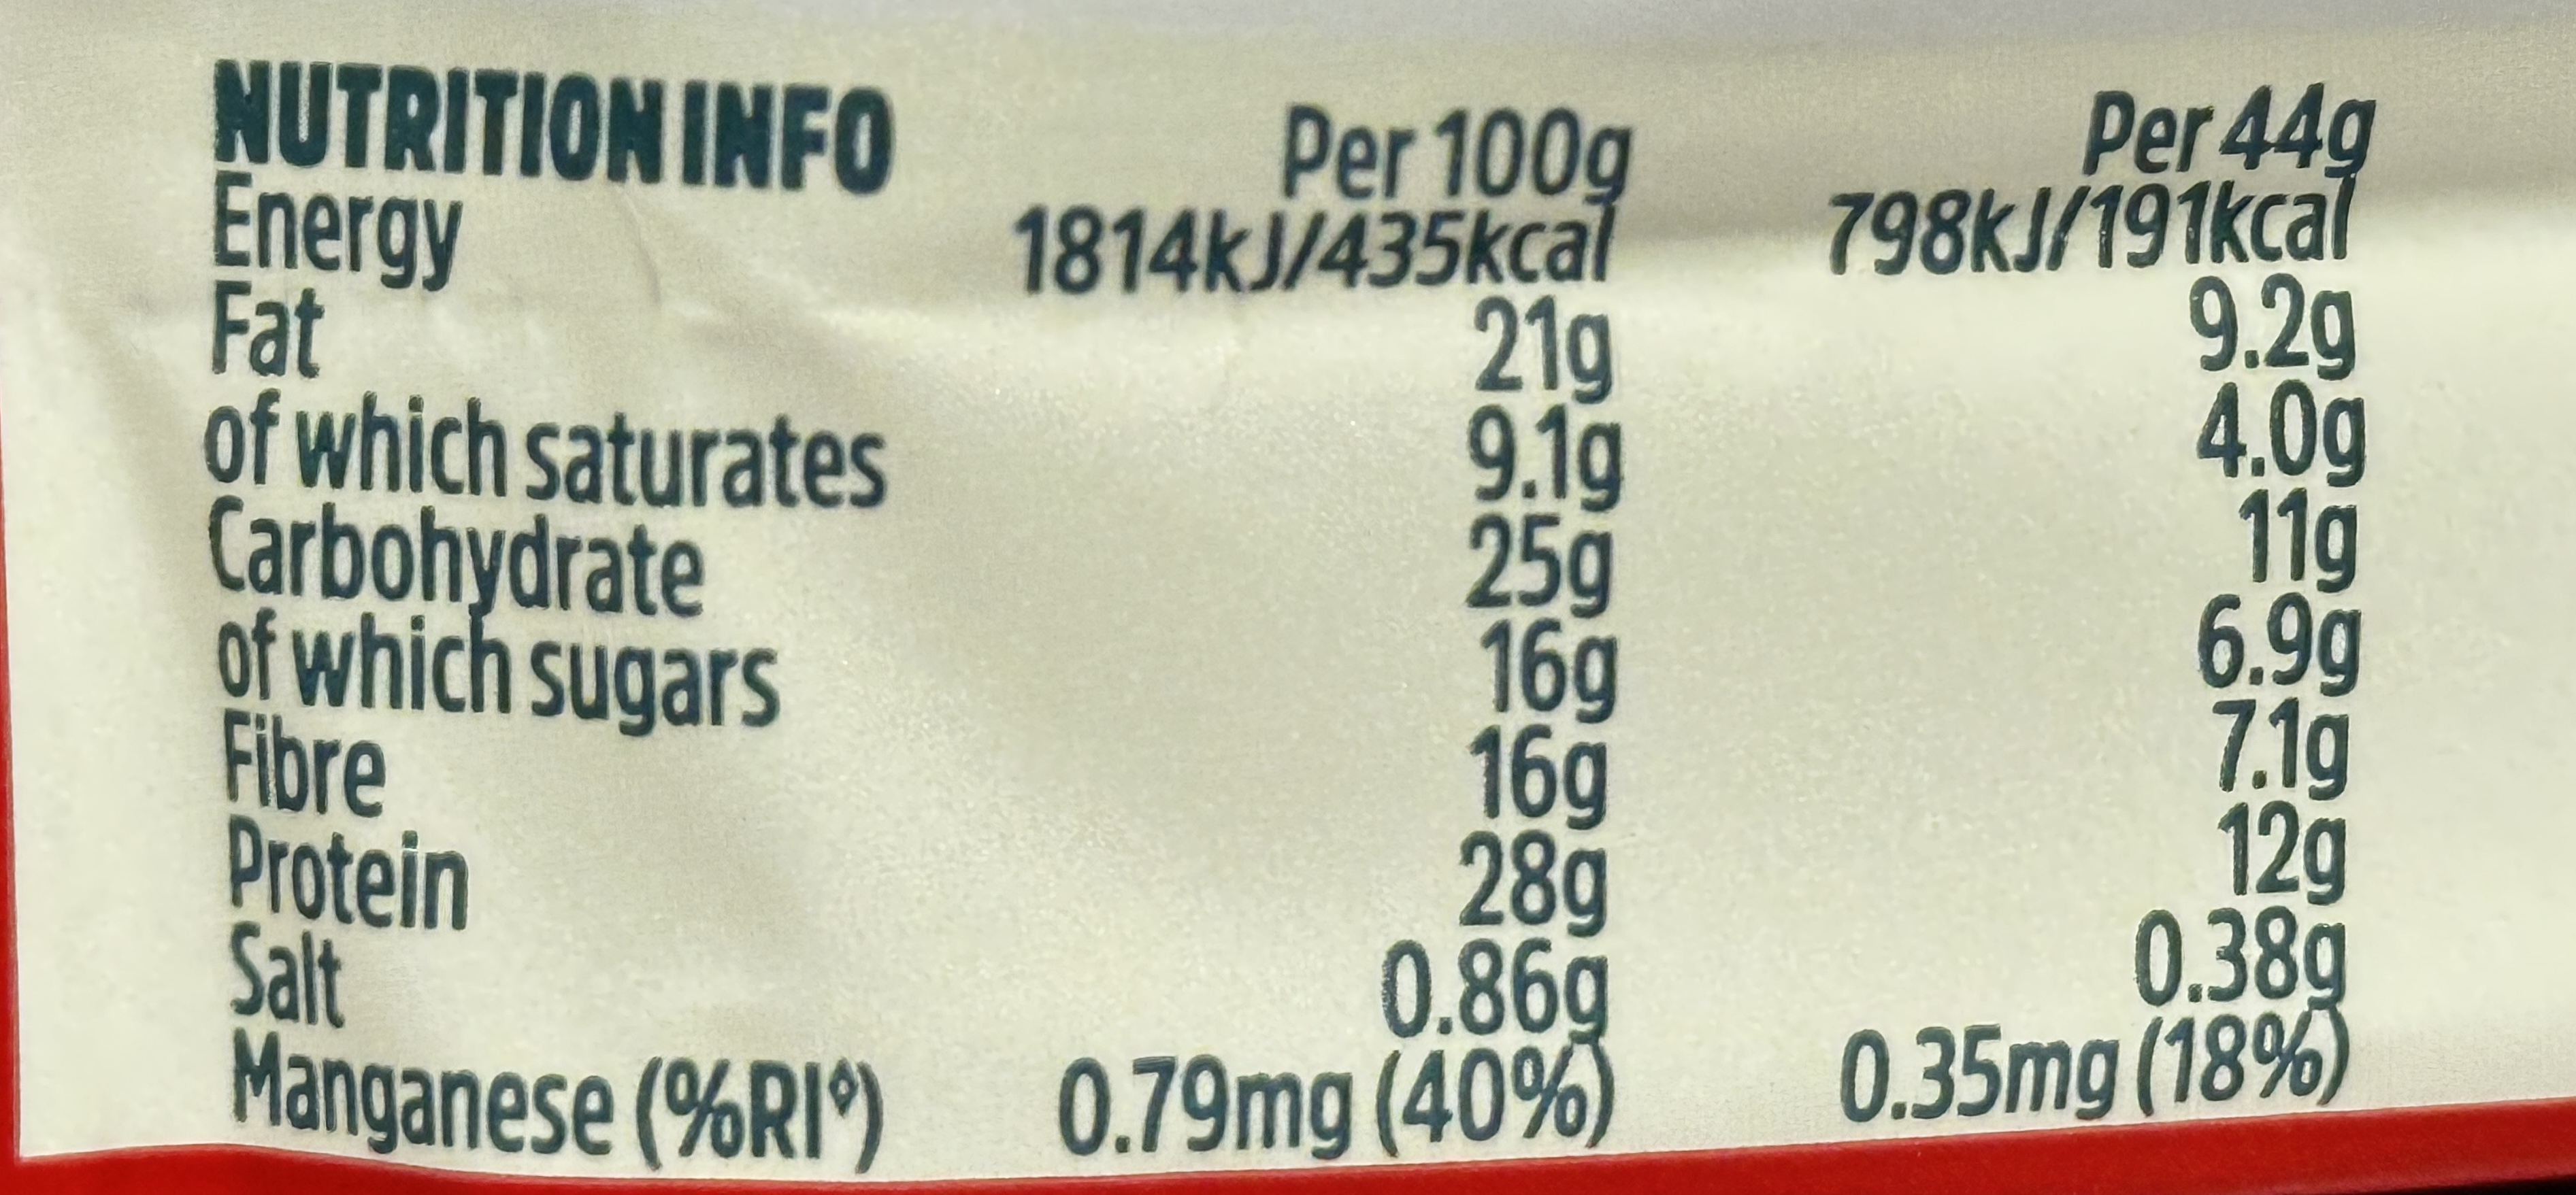 NUTRITION INFO Per 100g Per 44g
Energy 1814kJ/435kcal 798kJ/191kcal
Fat 21g 9.2g
of which saturates 9.1g 4.0g
Carbohydrate 25g 11g
of which sugars 16g 6.9g
Fibre 16g 7.1g
Protein 28g 12g
Salt 0.86g 0.38g
Manganese (%RI◊) 0.79mg (40%) 0.35mg (18%)